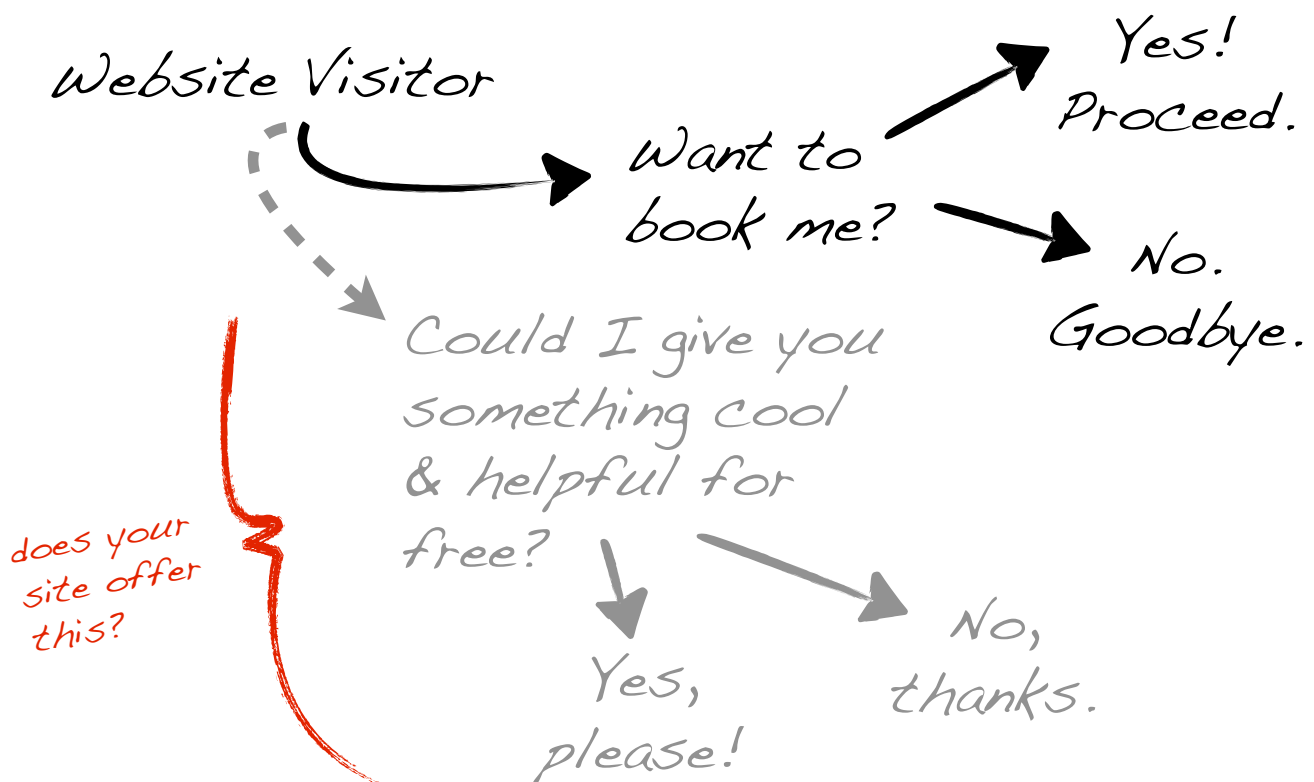 Website Visitor
Want to
book me?
Yes!
Proceed.
No.
Goodbye.
Could I give you
something cool
& helpful for
free?
does your
site offer
this?
Yes,
please!
No,
thanks.